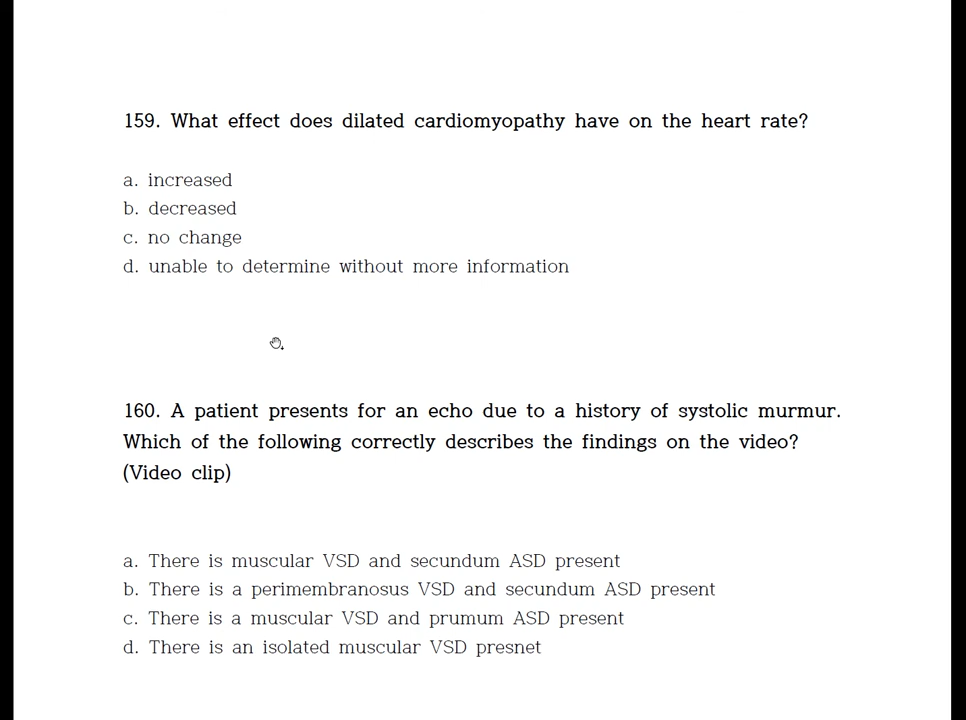 159. What effect does dilated cardiomyopathy have on the heart rate?
a. increased
b. decreased
c. no change
d. unable to determine without more information
160. A patient presents for an echo due to a history of systolic murmur.
Which of the following correctly describes the findings on the video?
(Video clip)
a. There is muscular VSD and secundum ASD present
b. There is a perimembranosus VSD and secundum ASD present
c. There is a muscular VSD and prumum ASD present
d. There is an isolated muscular VSD presnet